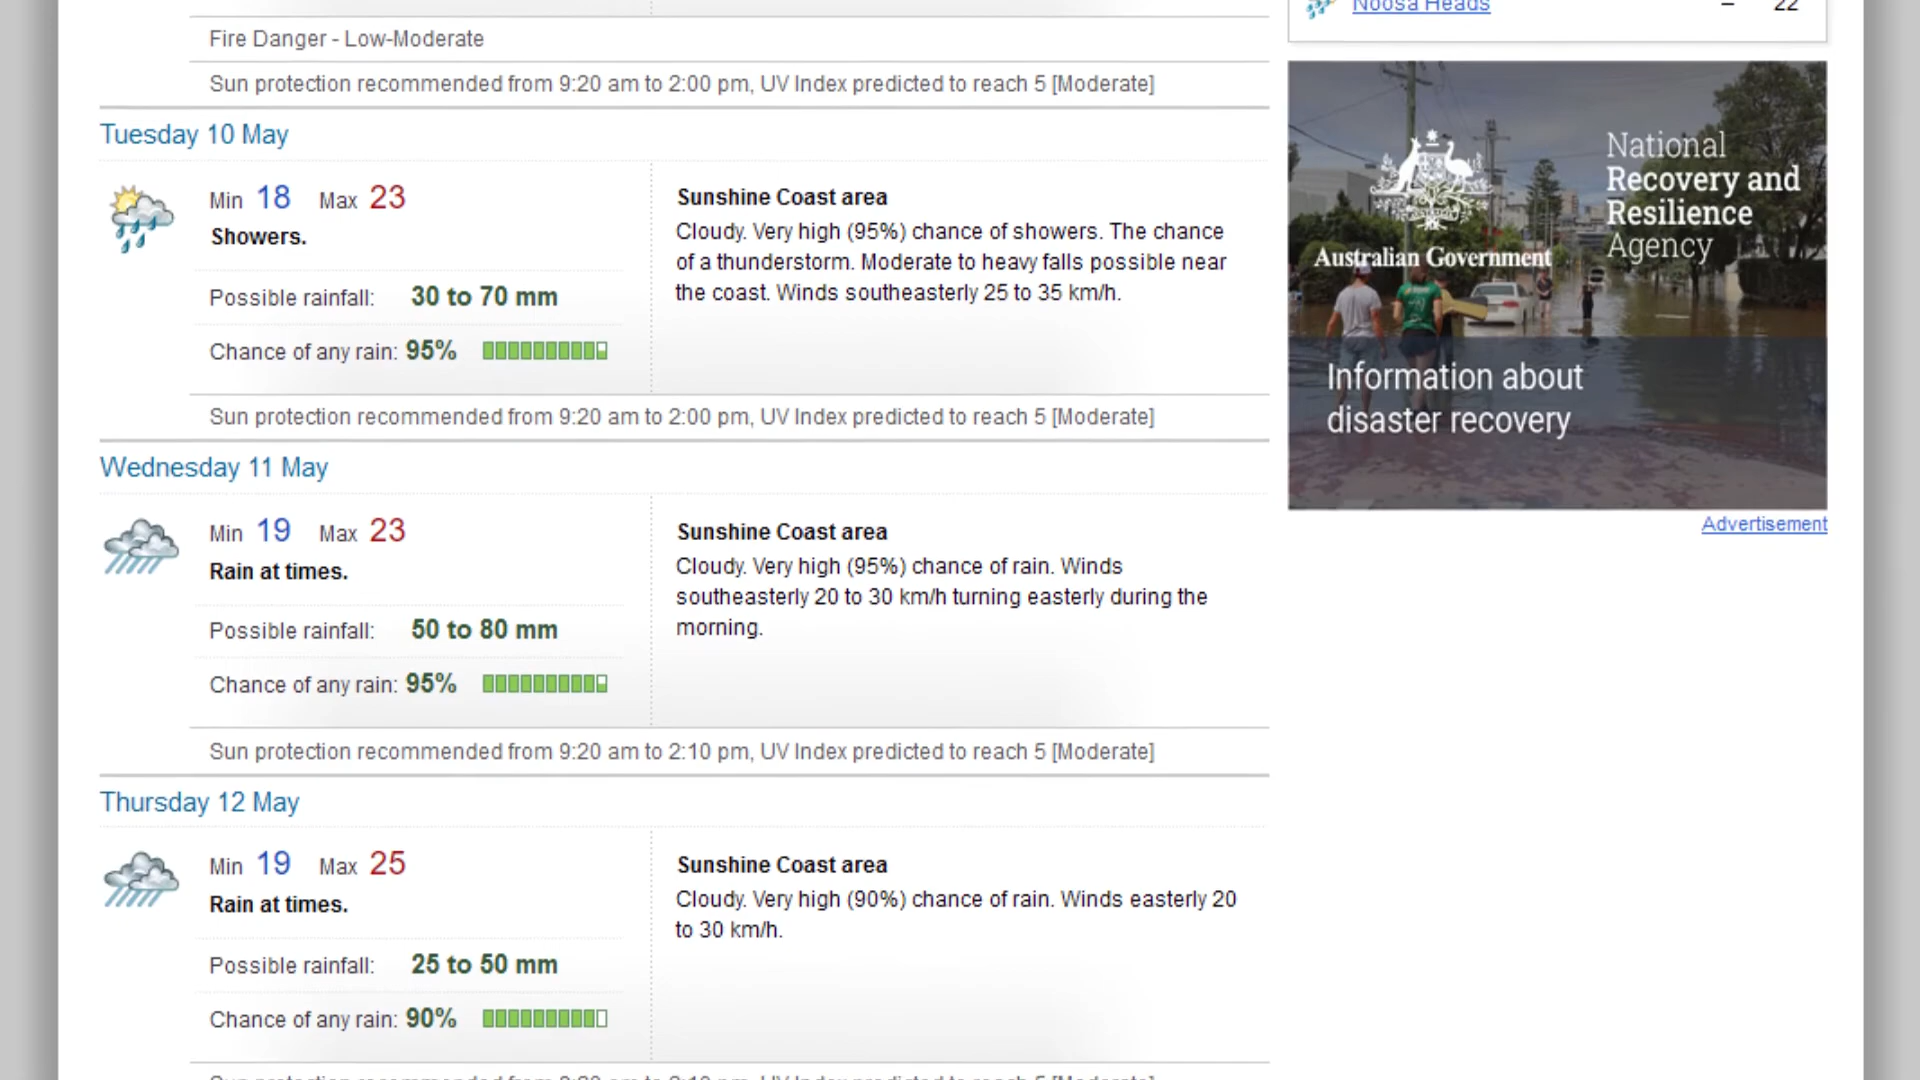 Noosa Heads – 22
Fire Danger - Low-Moderate
Sun protection recommended from 9:20 am to 2:00 pm, UV Index predicted to reach 5 [Moderate]
Tuesday 10 May
Min 18 Max 23
Showers.
Possible rainfall: 30 to 70 mm
Chance of any rain: 95%
Sunshine Coast area
Cloudy. Very high (95%) chance of showers. The chance
of a thunderstorm. Moderate to heavy falls possible near
the coast. Winds southeasterly 25 to 35 km/h.
Sun protection recommended from 9:20 am to 2:00 pm, UV Index predicted to reach 5 [Moderate]
Wednesday 11 May
Min 19 Max 23
Rain at times.
Possible rainfall: 50 to 80 mm
Chance of any rain: 95%
Sunshine Coast area
Cloudy. Very high (95%) chance of rain. Winds
southeasterly 20 to 30 km/h turning easterly during the
morning.
Sun protection recommended from 9:20 am to 2:10 pm, UV Index predicted to reach 5 [Moderate]
Thursday 12 May
Min 19 Max 25
Rain at times.
Possible rainfall: 25 to 50 mm
Chance of any rain: 90%
Sunshine Coast area
Cloudy. Very high (90%) chance of rain. Winds easterly 20
to 30 km/h.
Australian Government
National
Recovery and
Resilience
Agency
Information about
disaster recovery
Advertisement